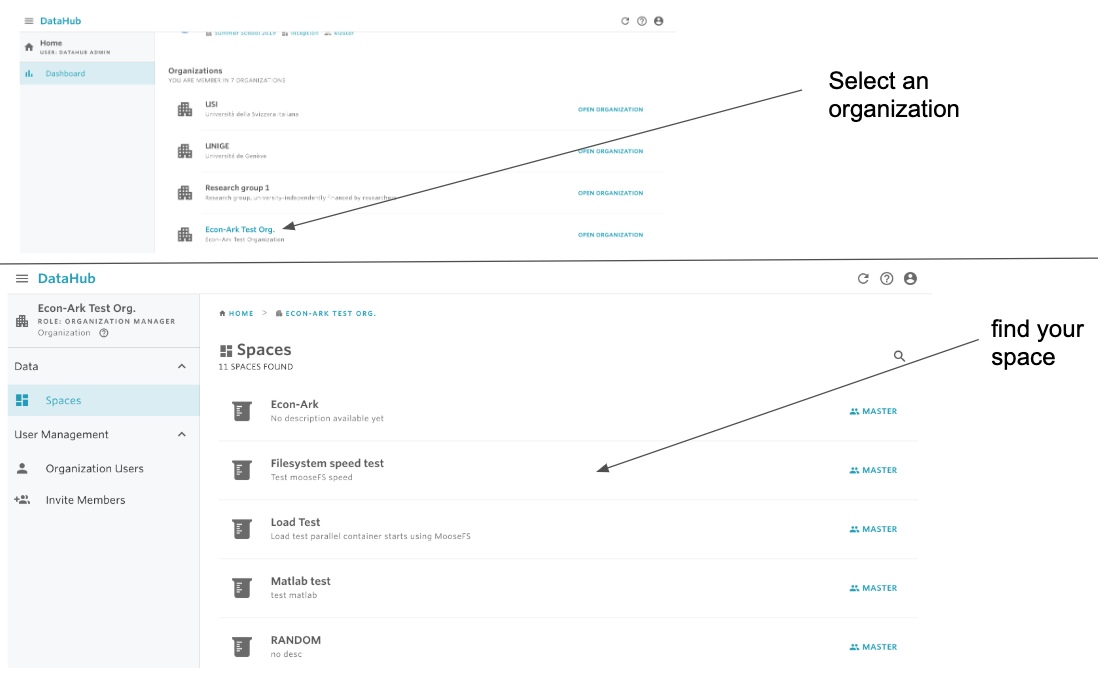 DataHub
Home
USER: DATAHUB ADMIN
Dashboard
Summer School 2019 Inception Master
Organizations
YOU ARE MEMBER IN 7 ORGANIZATIONS
USI
Università della Svizzera italiana
OPEN ORGANIZATION
UNIGE
Université de Genève
OPEN ORGANIZATION
Research group 1
Research group, university-independently financed by researchers
OPEN ORGANIZATION
Econ-Ark Test Org.
Econ-Ark Test Organization
OPEN ORGANIZATION
Select an
organization
DataHub
Econ-Ark Test Org.
ROLE: ORGANIZATION MANAGER
Organization
Data
Spaces
User Management
Organization Users
Invite Members
HOME > ECON-ARK TEST ORG.
Spaces
11 SPACES FOUND
Econ-Ark
No description available yet
MASTER
Filesystem speed test
Test mooseFS speed
MASTER
Load Test
Load test parallel container starts using MooseFS
MASTER
Matlab test
test matlab
MASTER
RANDOM
no desc
MASTER
find your
space